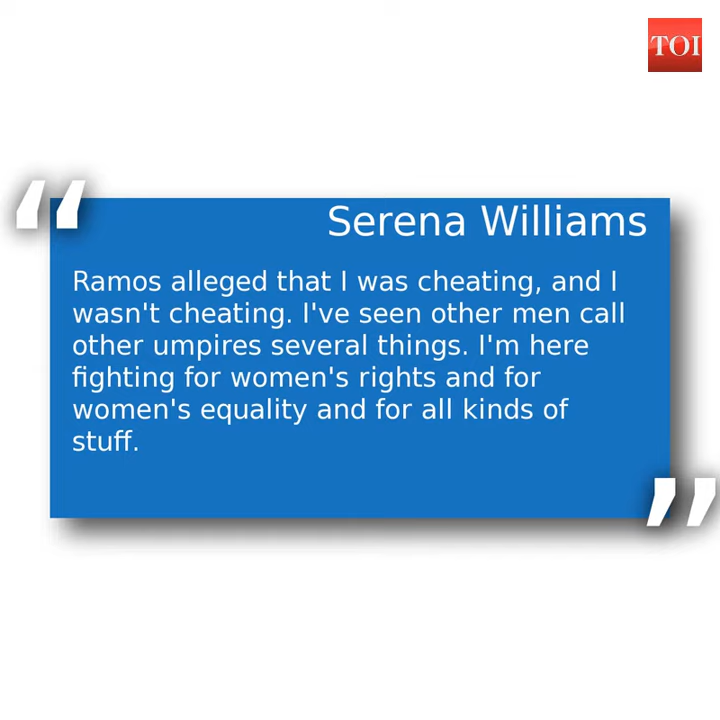 TOI
“
Serena Williams
Ramos alleged that I was cheating, and I
wasn't cheating. I've seen other men call
other umpires several things. I'm here
fighting for women's rights and for
women's equality and for all kinds of
stuff.
”